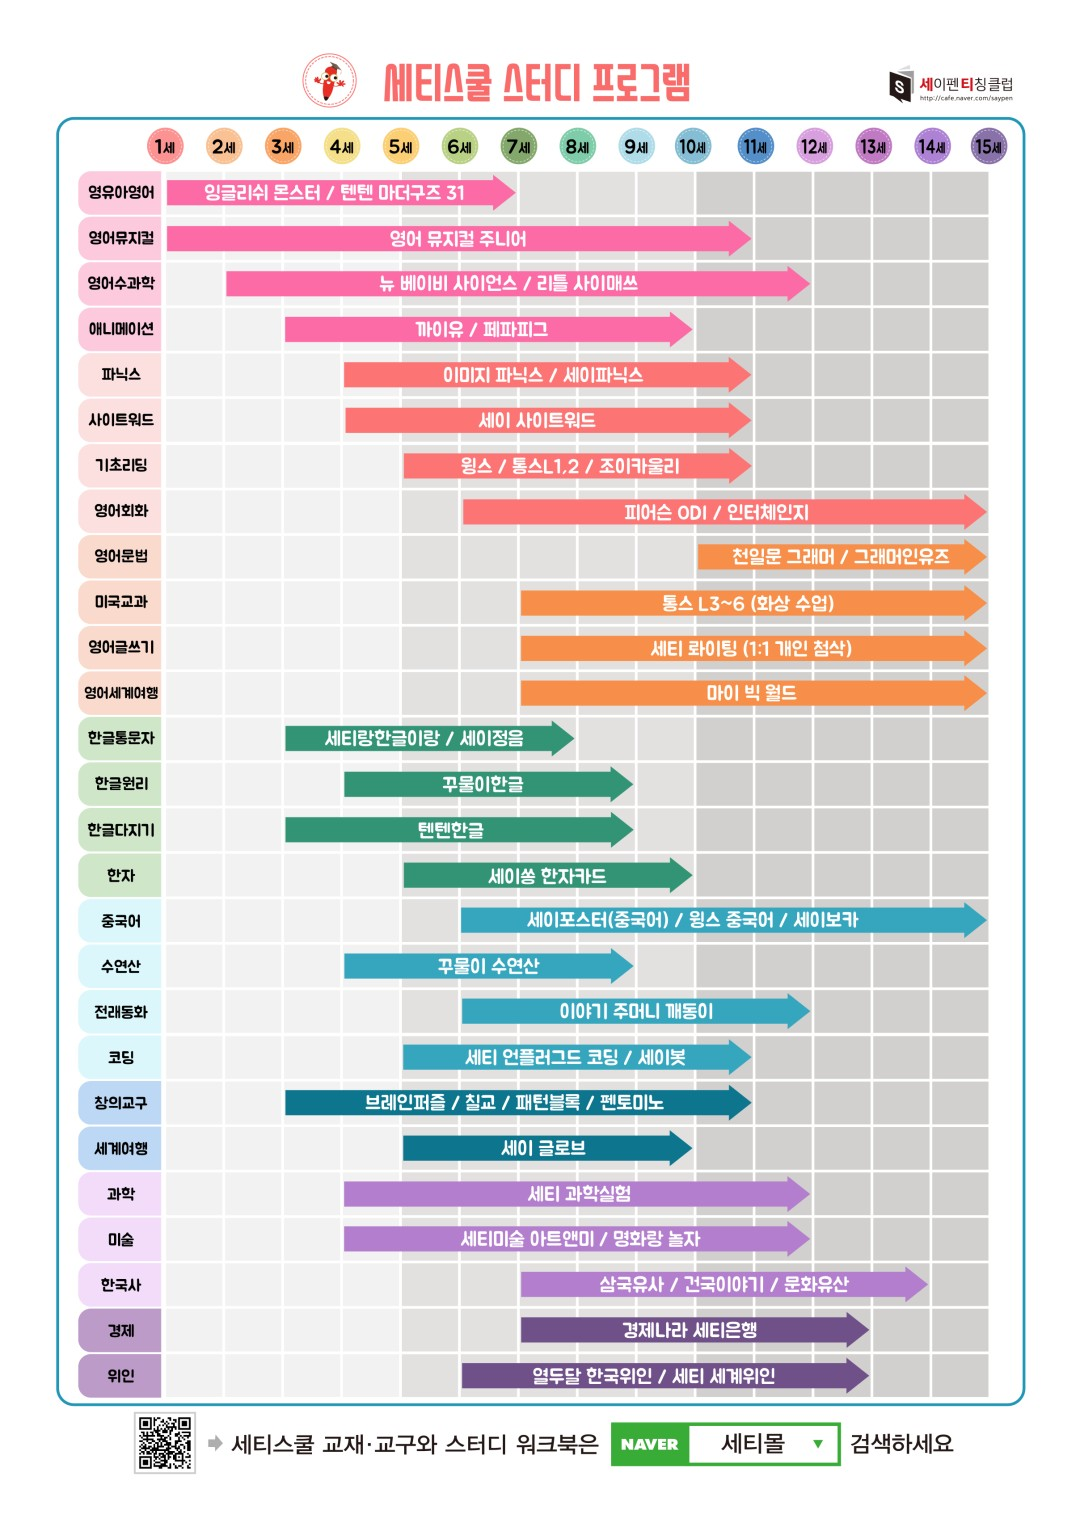 세티스쿨 스터디 프로그램
S
세이펜 티칭클럽
http://cafe.naver.com/saypen
1세 2세 3세 4세 5세 6세 7세 8세 9세 10세 11세 12세 13세 14세 15세
영유아영어 잉글리쉬 몬스터 / 텐텐 마더구즈 31
영어뮤지컬 영어 뮤지컬 주니어
영어수과학 뉴 베이비 사이언스 / 리틀 사이매쓰
애니메이션 까이유 / 페파피그
파닉스 이미지 파닉스 / 세이파닉스
사이트워드 세이 사이트워드
기초리딩 윙스 / 통스L1,2 / 조이카울리
영어회화 피어슨 ODI / 인터체인지
영어문법 천일문 그래머 / 그래머인유즈
미국교과 통스 L3~6 (화상 수업)
영어글쓰기 세티 롸이팅 (1:1 개인 첨삭)
영어세계여행 마이 빅 월드
한글통문자 세티랑한글이랑 / 세이정음
한글원리 꾸물이한글
한글다지기 텐텐한글
한자 세이쏭 한자카드
중국어 세이포스터(중국어) / 윙스 중국어 / 세이보카
수연산 꾸물이 수연산
전래동화 이야기 주머니 깨동이
코딩 세티 언플러그드 코딩 / 세이봇
창의교구 브레인퍼즐 / 칠교 / 패턴블록 / 펜토미노
세계여행 세이 글로브
과학 세티 과학실험
미술 세티미술 아트앤미 / 명화랑 놀자
한국사 삼국유사 / 건국이야기 / 문화유산
경제 경제나라 세티은행
위인 열두달 한국위인 / 세티 세계위인
세티스쿨 교재·교구와 스터디 워크북은 NAVER 세티몰 검색하세요